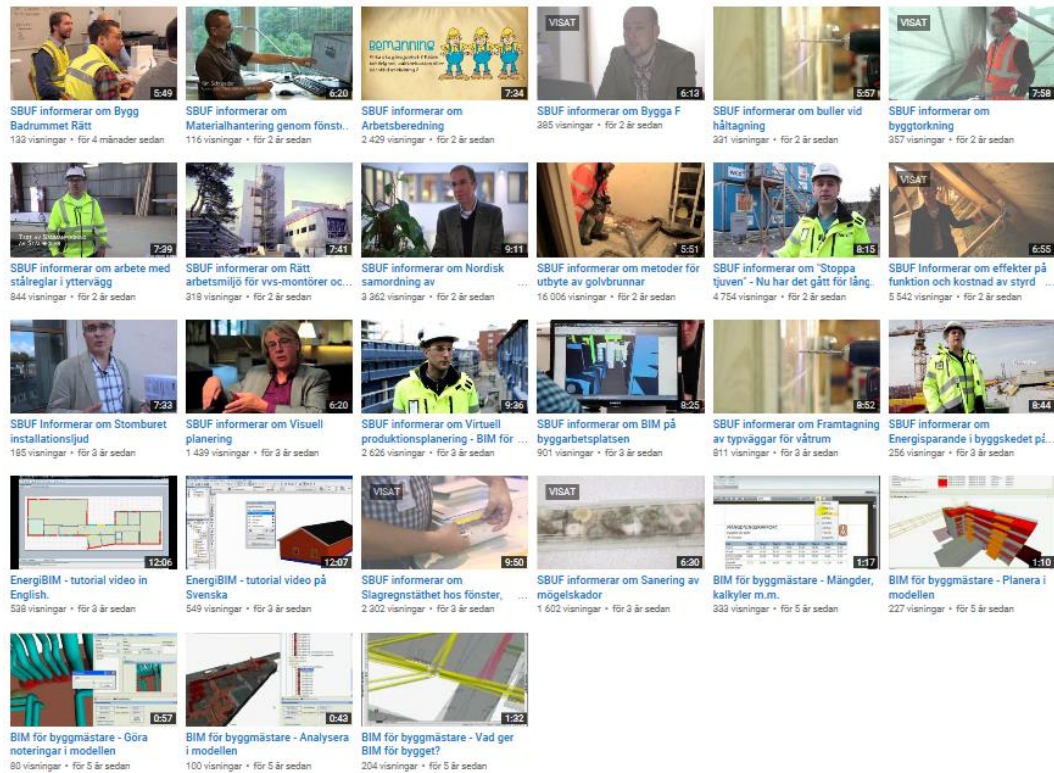 5:49
6:20
Bemanning
7:34
VISAT
6:13
5:57
VISAT
7:58
SBUF informerar om Bygg
Badrummet Rätt
133 visningar • för 4 månader sedan
SBUF informerar om
Materialhantering genom fönst...
116 visningar • för 2 år sedan
SBUF informerar om
Arbetsberedning
2 429 visningar • för 2 år sedan
SBUF informerar om Bygga F
385 visningar • för 2 år sedan
SBUF informerar om buller vid
håltagning
331 visningar • för 2 år sedan
SBUF informerar om
byggtorkning
357 visningar • för 2 år sedan
7:39
7:41
9:11
5:51
8:15
VISAT
6:55
SBUF informerar om arbete med
stålreglar i yttervägg
844 visningar • för 2 år sedan
SBUF informerar om Rätt
arbetsmiljö för vvs-montörer oc...
318 visningar • för 2 år sedan
SBUF informerar om Nordisk
samordning av ...
3 362 visningar • för 2 år sedan
SBUF informerar om metoder för
utbyte av golvbrunnar
16 006 visningar • för 2 år sedan
SBUF informerar om "Stoppa
tjuven" - Nu har det gått för lång..
4 754 visningar • för 2 år sedan
SBUF Informerar om effekter på
funktion och kostnad av styrd ...
5 542 visningar • för 2 år sedan
7:33
6:20
9:36
8:25
8:52
8:44
SBUF Informerar om Stomburet
installationsljud
185 visningar • för 3 år sedan
SBUF informerar om Visuell
planering
1 439 visningar • för 3 år sedan
SBUF informerar om Virtuell
produktionsplanering - BIM för ...
2 626 visningar • för 3 år sedan
SBUF informerar om BIM på
byggarbetsplatsen
901 visningar • för 3 år sedan
SBUF informerar om Framtagning
av typväggar för våtrum
811 visningar • för 3 år sedan
SBUF informerar om
Energisparande i byggskedet på...
256 visningar • för 3 år sedan
12:06
12:07
VISAT
9:50
VISAT
6:30
1:17
1:10
EnergiBIM - tutorial video in
English.
538 visningar • för 3 år sedan
EnergiBIM - tutorial video på
Svenska
549 visningar • för 3 år sedan
SBUF informerar om
Slagregnstäthet hos fönster, ...
2 302 visningar • för 3 år sedan
SBUF informerar om Sanering av
mögelskador
1 602 visningar • för 3 år sedan
BIM för byggmästare - Mängder,
kalkyler m.m.
333 visningar • för 5 år sedan
BIM för byggmästare - Planera i
modellen
227 visningar • för 5 år sedan
0:57
0:43
1:32
BIM för byggmästare - Göra
noteringar i modellen
80 visningar • för 5 år sedan
BIM för byggmästare - Analysera
i modellen
100 visningar • för 5 år sedan
BIM för byggmästare - Vad ger
BIM för bygget?
204 visningar • för 5 år sedan